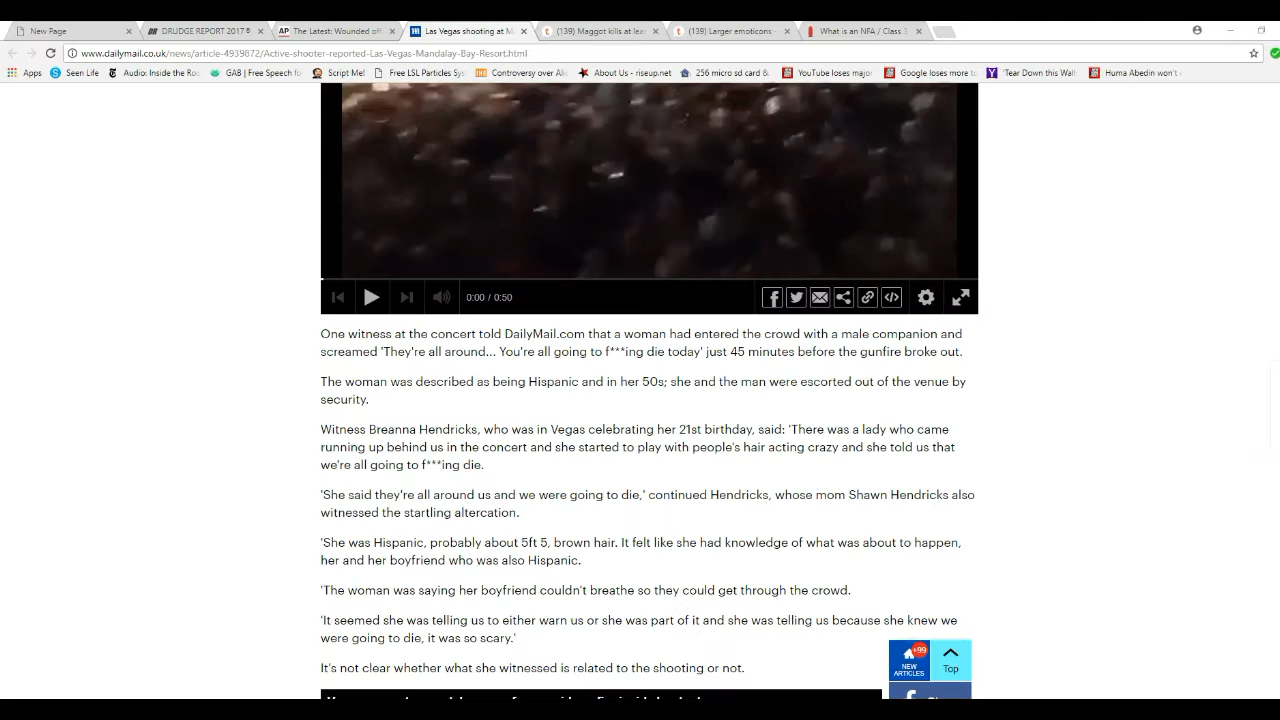 New Page
DRUDGE REPORT 2017®
AP The Latest: Wounded off
Las Vegas shooting at M
(139) Maggot kills at lea
(139) Larger emoticons
What is an NFA / Class 3
www.dailymail.co.uk/news/article-4939872/Active-shooter-reported-Las-Vegas-Mandalay-Bay-Resort.html
Apps
Seen Life
Audio: Inside the Ro
GAB | Free Speech fo
Script Me!
Free LSL Particles Sys
Controversy over Ali
About Us - riseup.net
256 micro sd card &
YouTube loses major
Google loses more to
'Tear Down this Wall
Huma Abedin won't
0:00 / 0:50
One witness at the concert told DailyMail.com that a woman had entered the crowd with a male companion and
screamed 'They're all around... You're all going to f***ing die today' just 45 minutes before the gunfire broke out.
The woman was described as being Hispanic and in her 50s; she and the man were escorted out of the venue by
security.
Witness Breanna Hendricks, who was in Vegas celebrating her 21st birthday, said: 'There was a lady who came
running up behind us in the concert and she started to play with people's hair acting crazy and she told us that
we're all going to f***ing die.
'She said they're all around us and we were going to die,' continued Hendricks, whose mom Shawn Hendricks also
witnessed the startling altercation.
'She was Hispanic, probably about 5ft 5, brown hair. It felt like she had knowledge of what was about to happen,
her and her boyfriend who was also Hispanic.
'The woman was saying her boyfriend couldn't breathe so they could get through the crowd.
'It seemed she was telling us to either warn us or she was part of it and she was telling us because she knew we
were going to die, it was so scary.'
It's not clear whether what she witnessed is related to the shooting or not.
+99
NEW
ARTICLES
Top